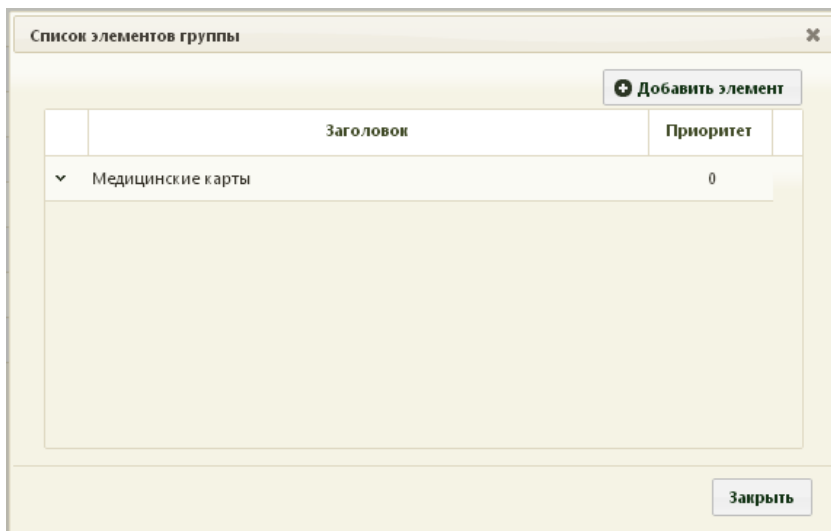 Список элементов группы
Добавить элемент
Заголовок Приоритет
Медицинские карты 0
Закрыть